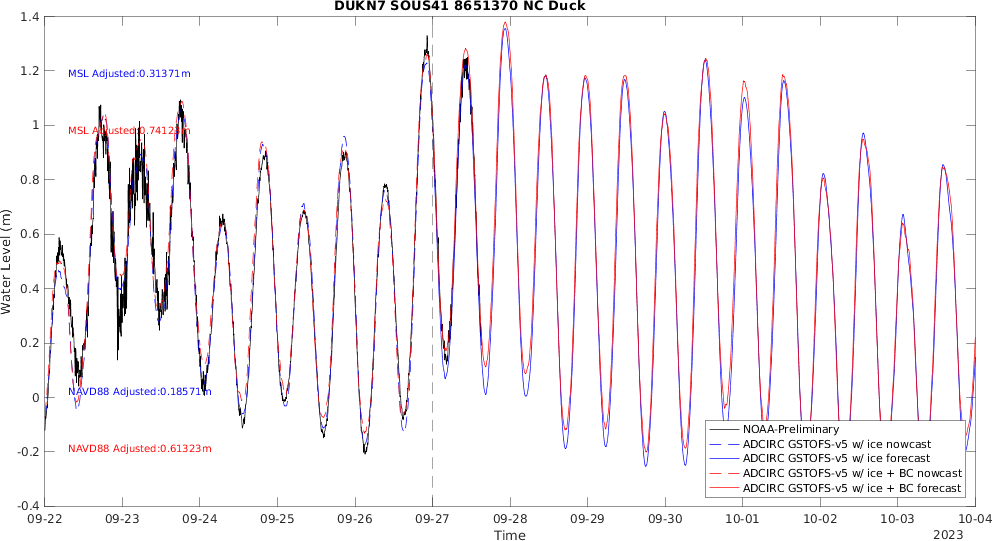 DUKN7 SOUS41 8651370 NC Duck
1.4
1.2
1
0.8
0.6
0.4
0.2
0
-0.2
-0.4
Water Level (m)
MSL Adjusted:0.31371m
NAVD88 Adjusted:0.18571m
NAVD88 Adjusted:0.61323m
NOAA-Preliminary
ADCIRC GSTOFS-v5 w/ ice nowcast
ADCIRC GSTOFS-v5 w/ ice forecast
ADCIRC GSTOFS-v5 w/ ice + BC nowcast
ADCIRC GSTOFS-v5 w/ ice + BC forecast
09-22 09-23 09-24 09-25 09-26 09-27 09-28 09-29 09-30 10-01 10-02 10-03 10-04
Time
2023